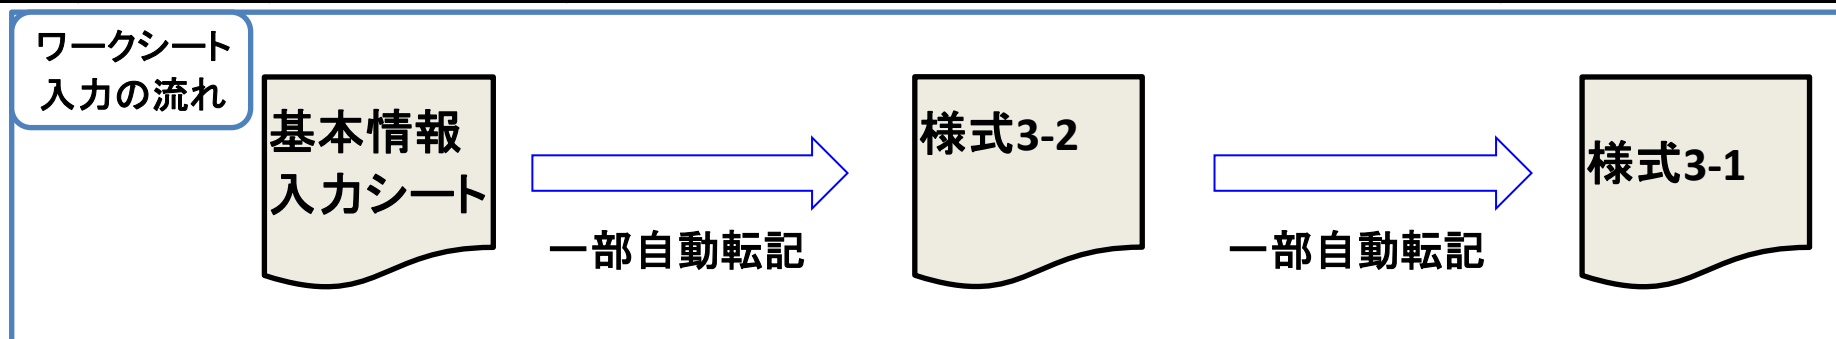 ワークシート
入力の流れ
基本情報
入力シート
一部自動転記
様式3-2
一部自動転記
様式3-1